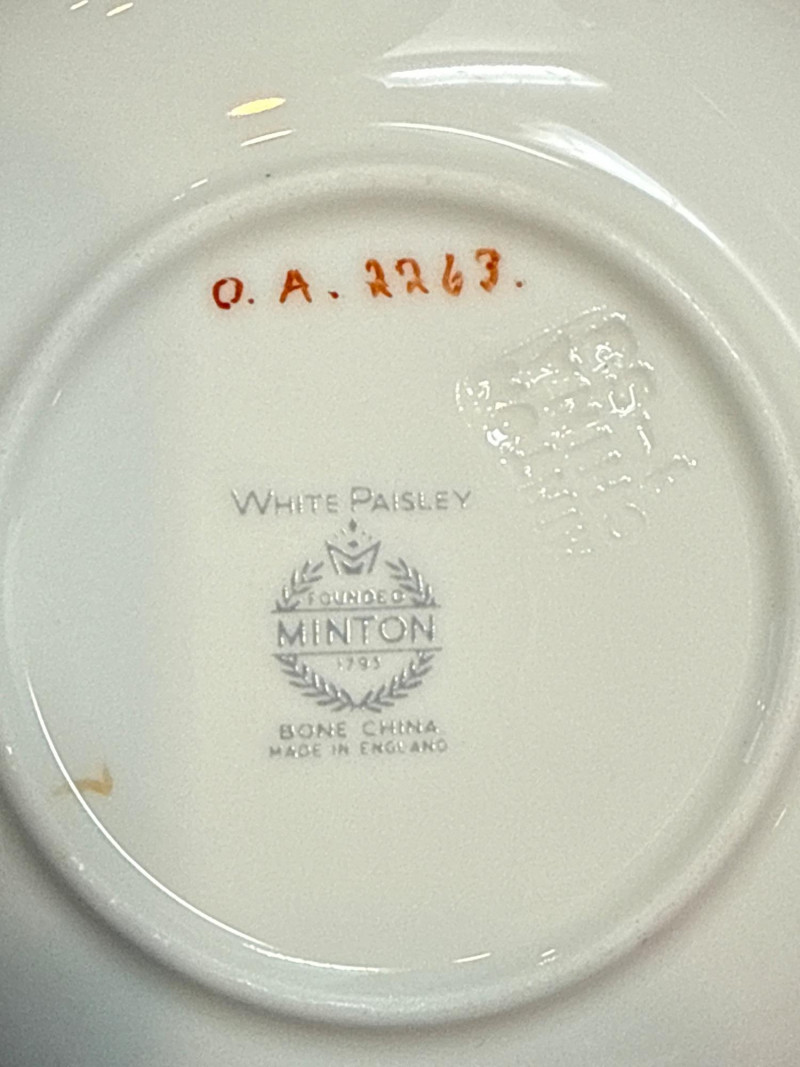 O. A. 2263.
WHITE PAISLEY
FOUNDED
MINTON
1793
BONE CHINA
MADE IN ENGLAND